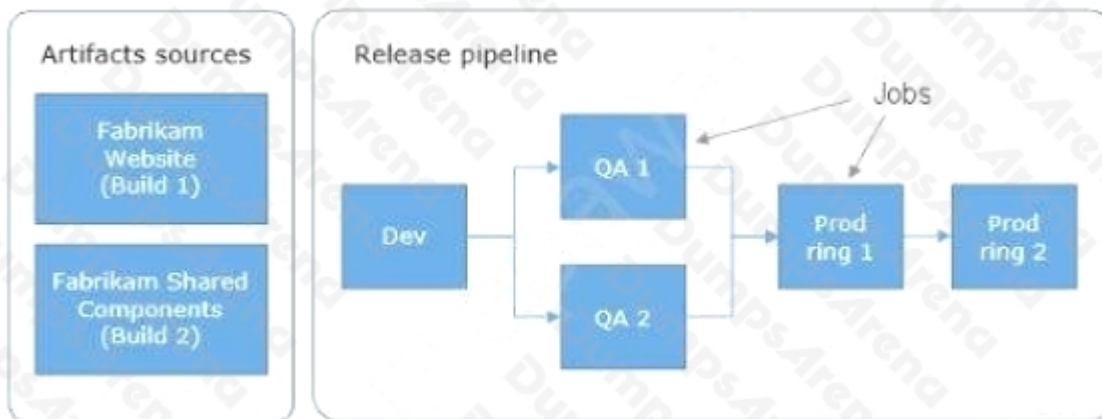 Artifacts sources
Fabrikam
Website
(Build 1)
Fabrikam Shared
Components
(Build 2)
Release pipeline
Jobs
Dev
QA 1
QA 2
Prod
ring 1
Prod
ring 2
DumpsArena